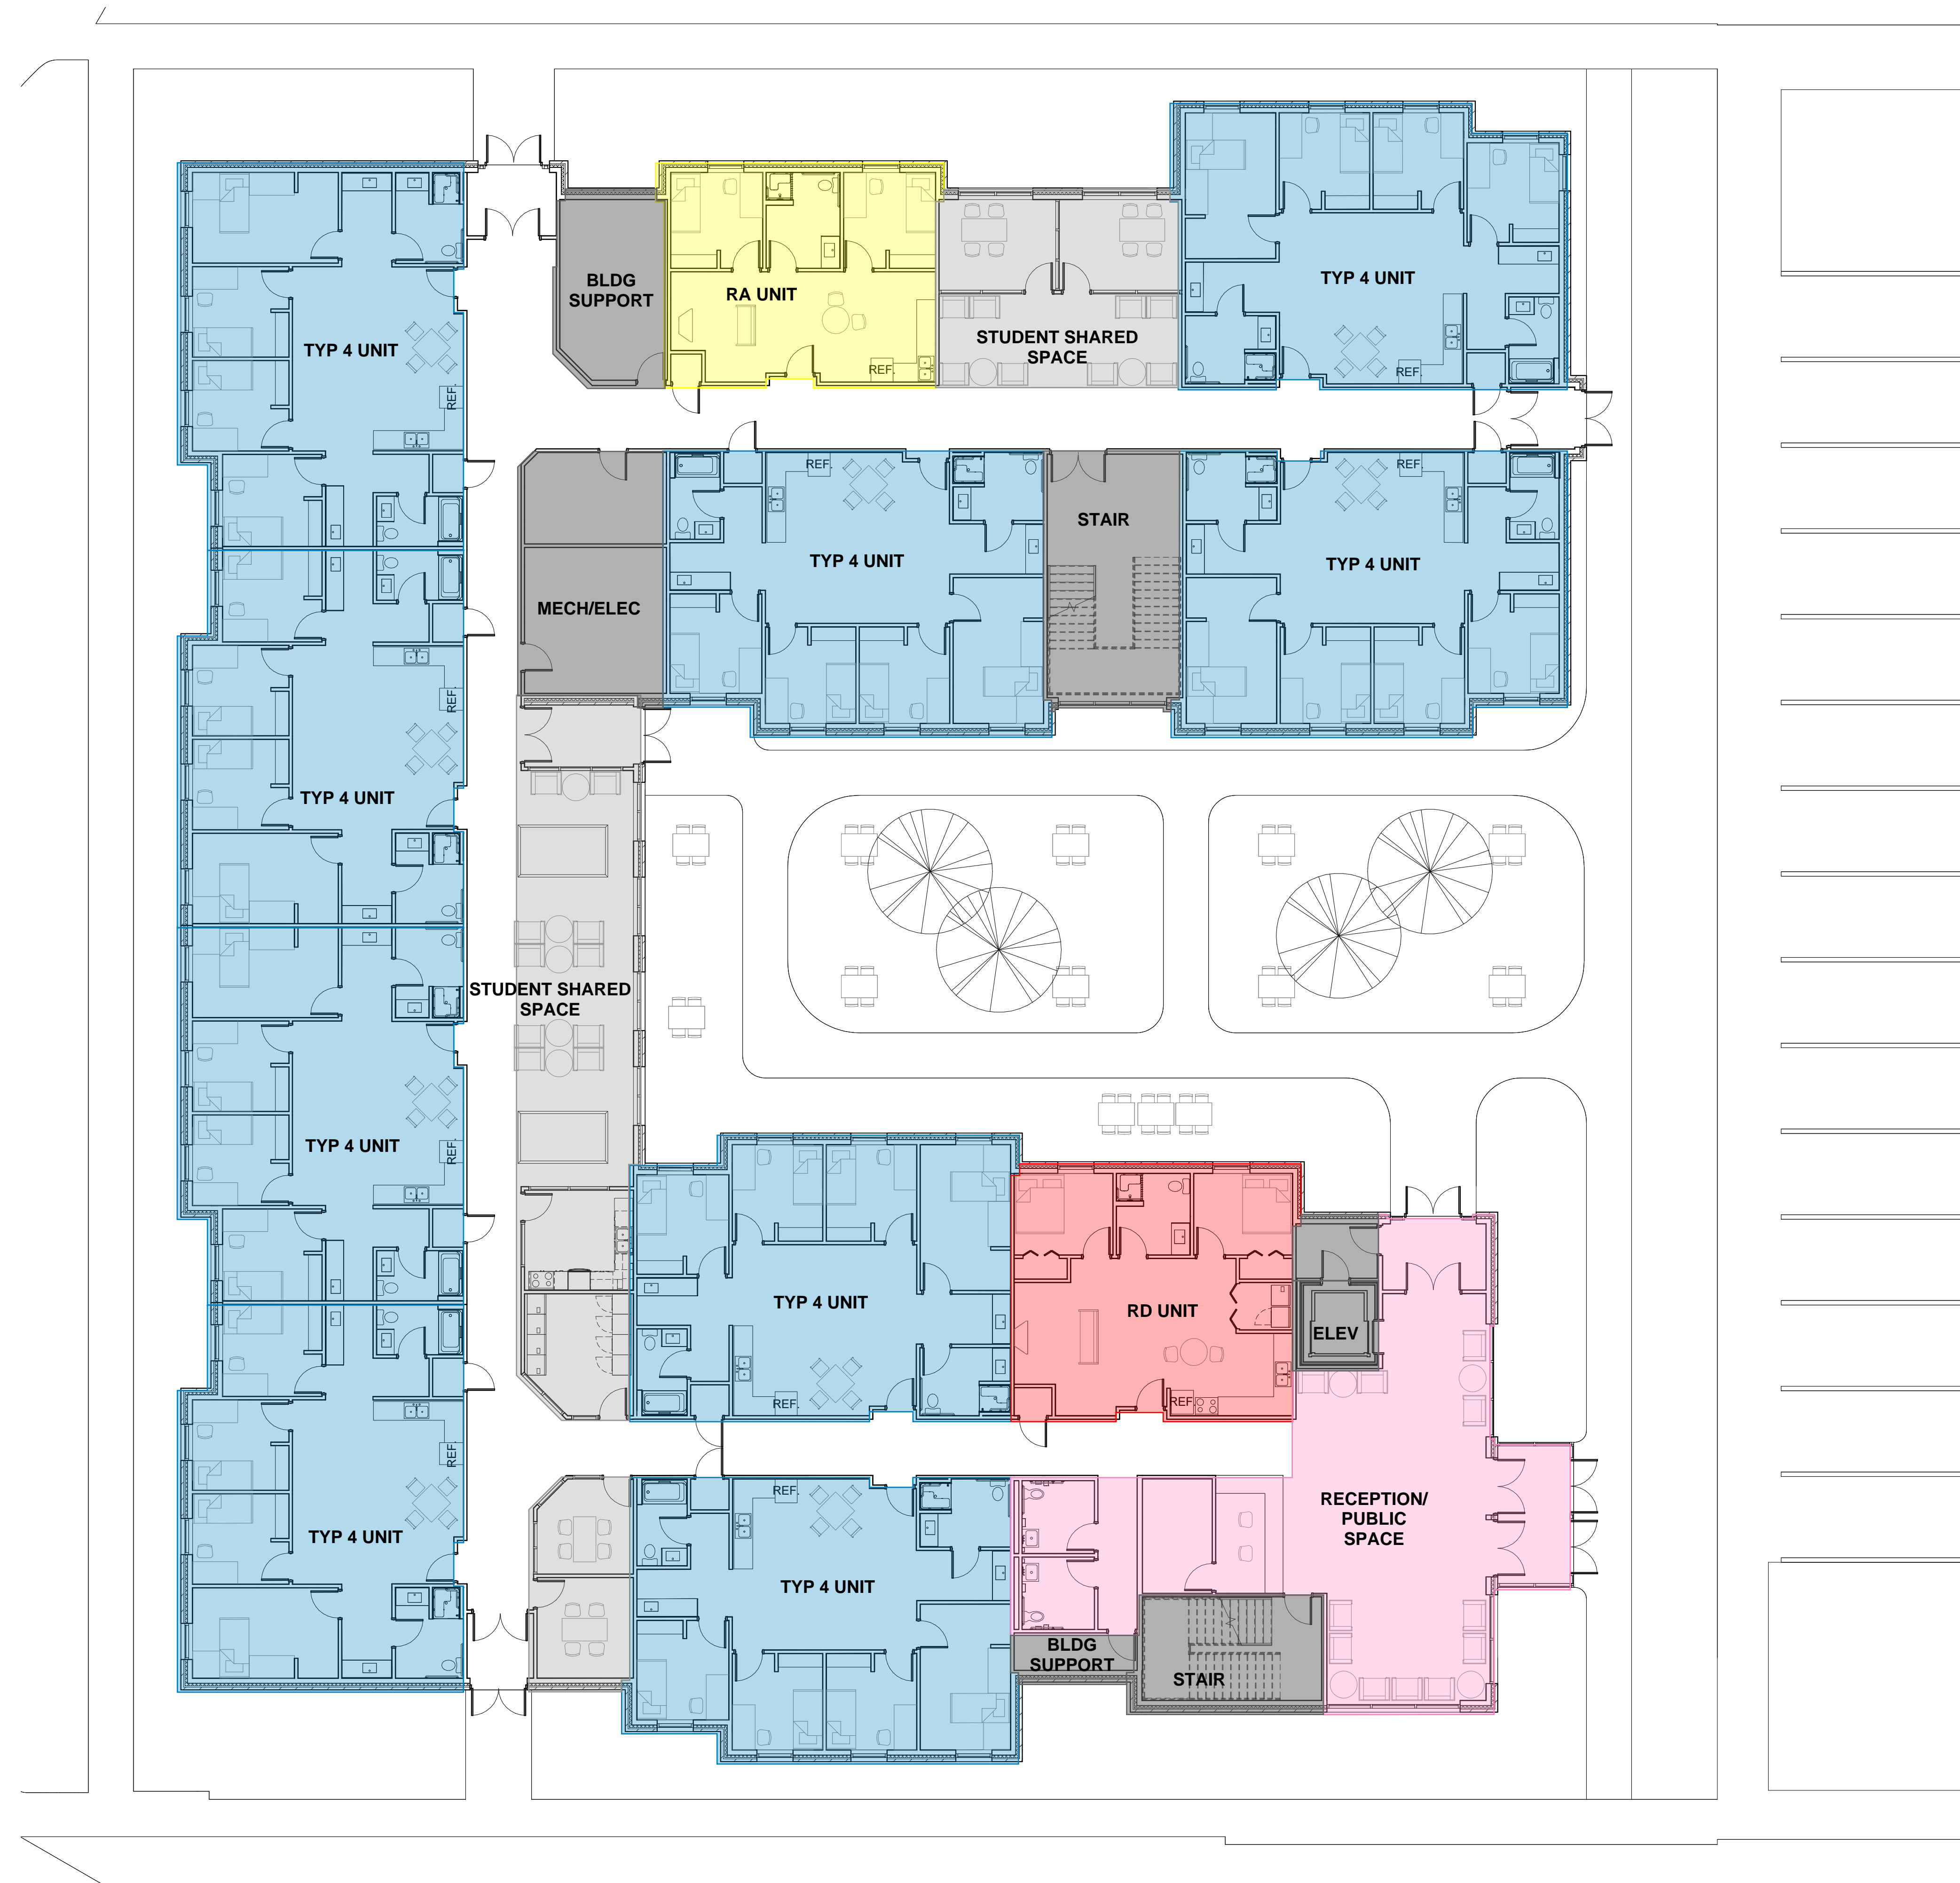 TYP 4 UNIT
BLDG
SUPPORT
RA UNIT
STUDENT SHARED
SPACE
TYP 4 UNIT
REF.
REF.
REF.
REF.
REF.
STAIR
TYP 4 UNIT
TYP 4 UNIT
MECH/ELEC
REF.
TYP 4 UNIT
STUDENT SHARED
SPACE
TYP 4 UNIT
REF.
TYP 4 UNIT
RD UNIT
ELEV
REF.
REF.
REF.
REF.
TYP 4 UNIT
TYP 4 UNIT
RECEPTION/
PUBLIC
SPACE
BLDG
SUPPORT
STAIR